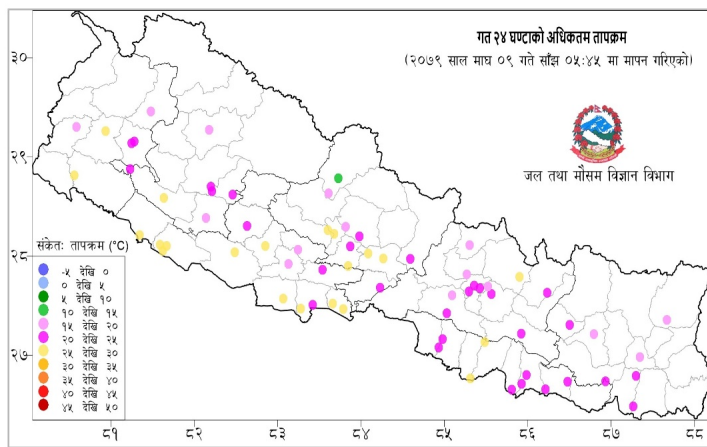 गत २४ घण्टाको अधिकतम तापक्रम
(२०७९ साल माघ ०९ गते साँझ ०५:४५ मा मापन गरिएको)
जल तथा मौसम विज्ञान विभाग
३०
२९
२८
२७
संकेत: तापक्रम (°C)
-५ देखि ०
० देखि ५
५ देखि १०
१० देखि १५
१५ देखि २०
२० देखि २५
२५ देखि ३०
३० देखि ३५
३५ देखि ४०
४० देखि ४५
४५ देखि ५०
८१ ८२ ८३ ८४ ८५ ८६ ८७ ८८